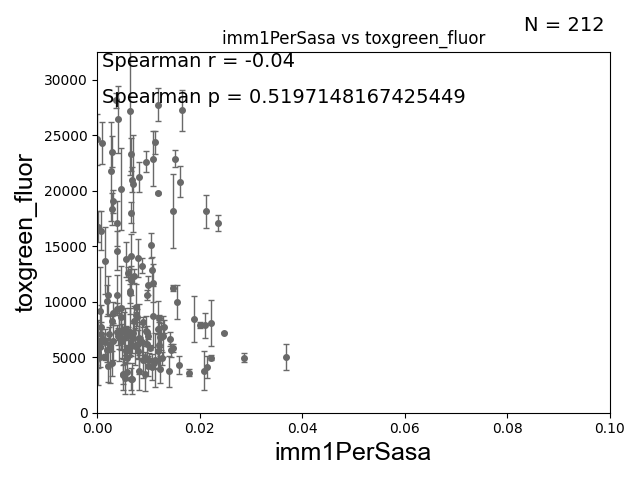 N = 212
imm1PerSasa vs toxgreen_fluor
Spearman r = -0.04
Spearman p = 0.5197148167425449
30000
25000
20000
15000
10000
5000
0
toxgreen_fluor
0.00 0.02 0.04 0.06 0.08 0.10
imm1PerSasa